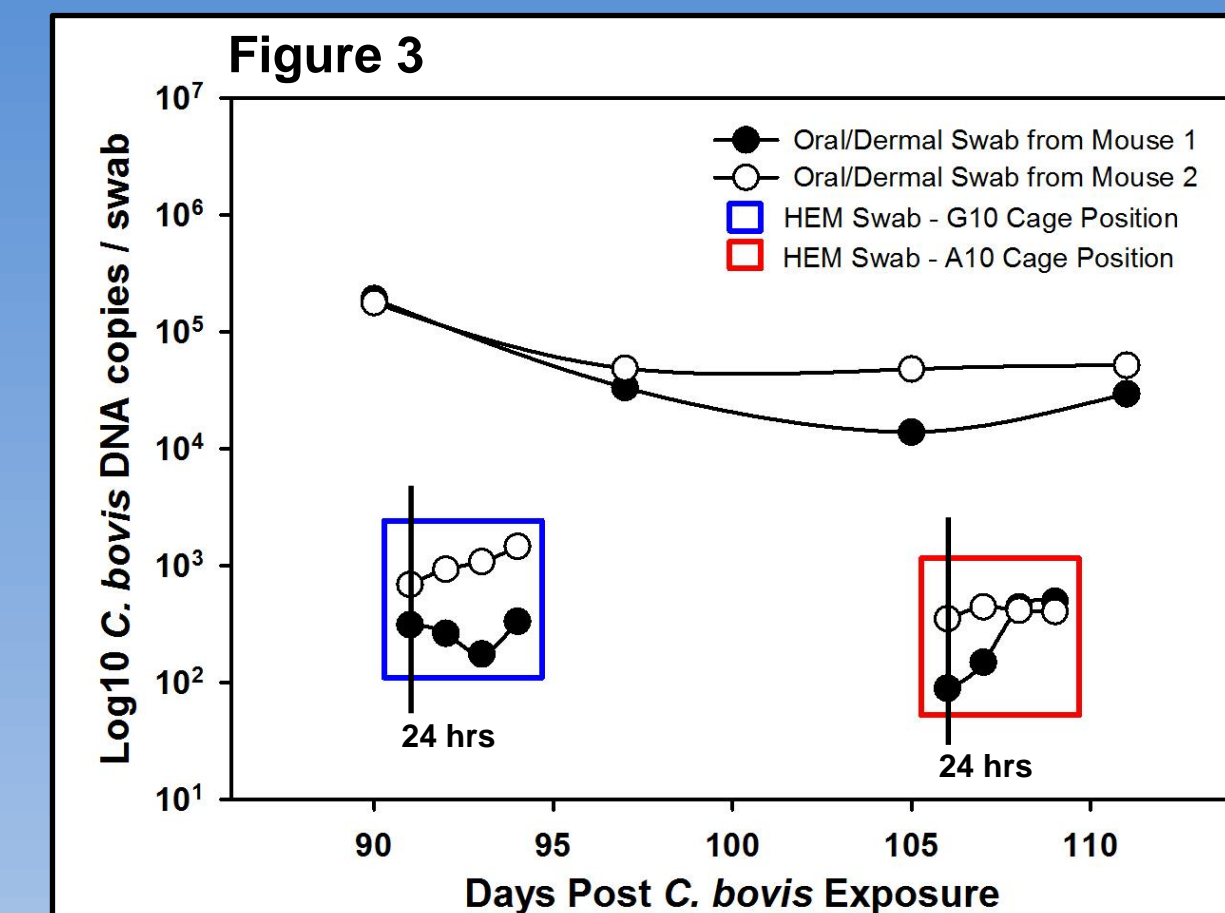 Figure 3
Log10 C. bovis DNA copies / swab
10⁷
10⁶
10⁵
10⁴
10³
10²
10¹
Oral/Dermal Swab from Mouse 1
Oral/Dermal Swab from Mouse 2
HEM Swab - G10 Cage Position
HEM Swab - A10 Cage Position
24 hrs
24 hrs
90 95 100 105 110
Days Post C. bovis Exposure